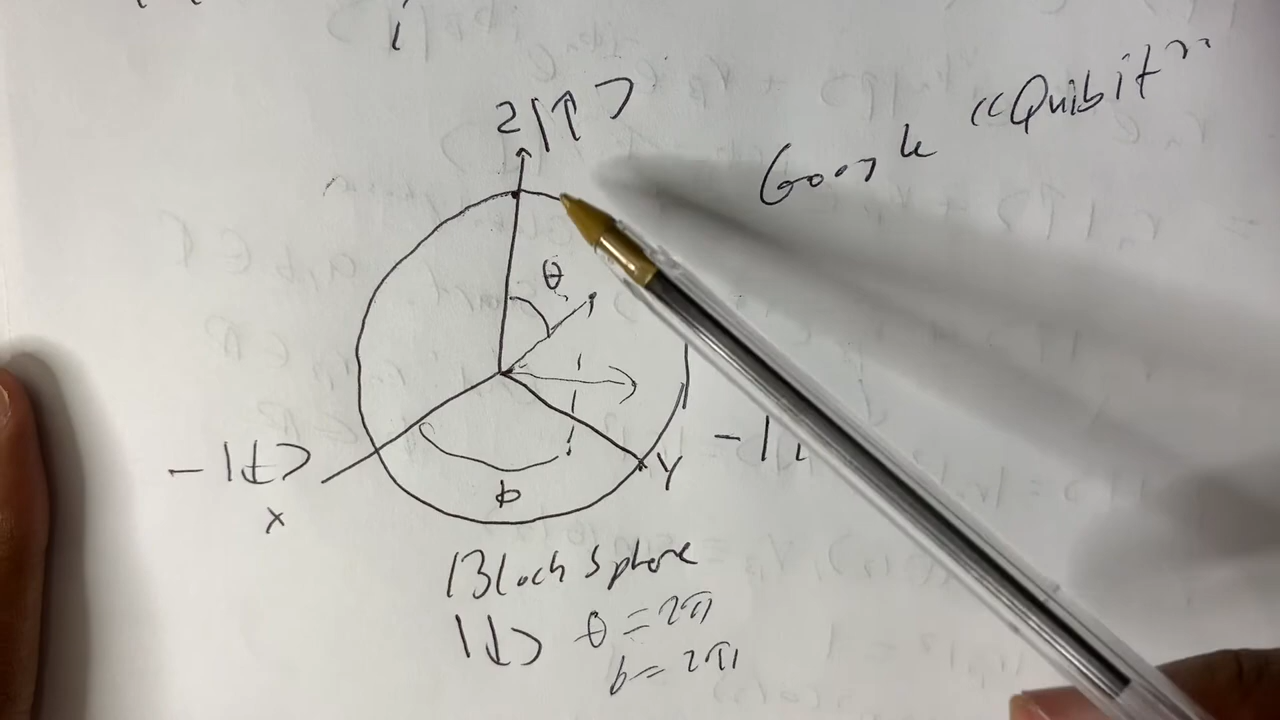 Google "Quibit"
Z|↑>
θ
-|↓>
x
Y
-|
ϕ
Bloch Sphere
|↓> θ = 2π
ϕ = 2π